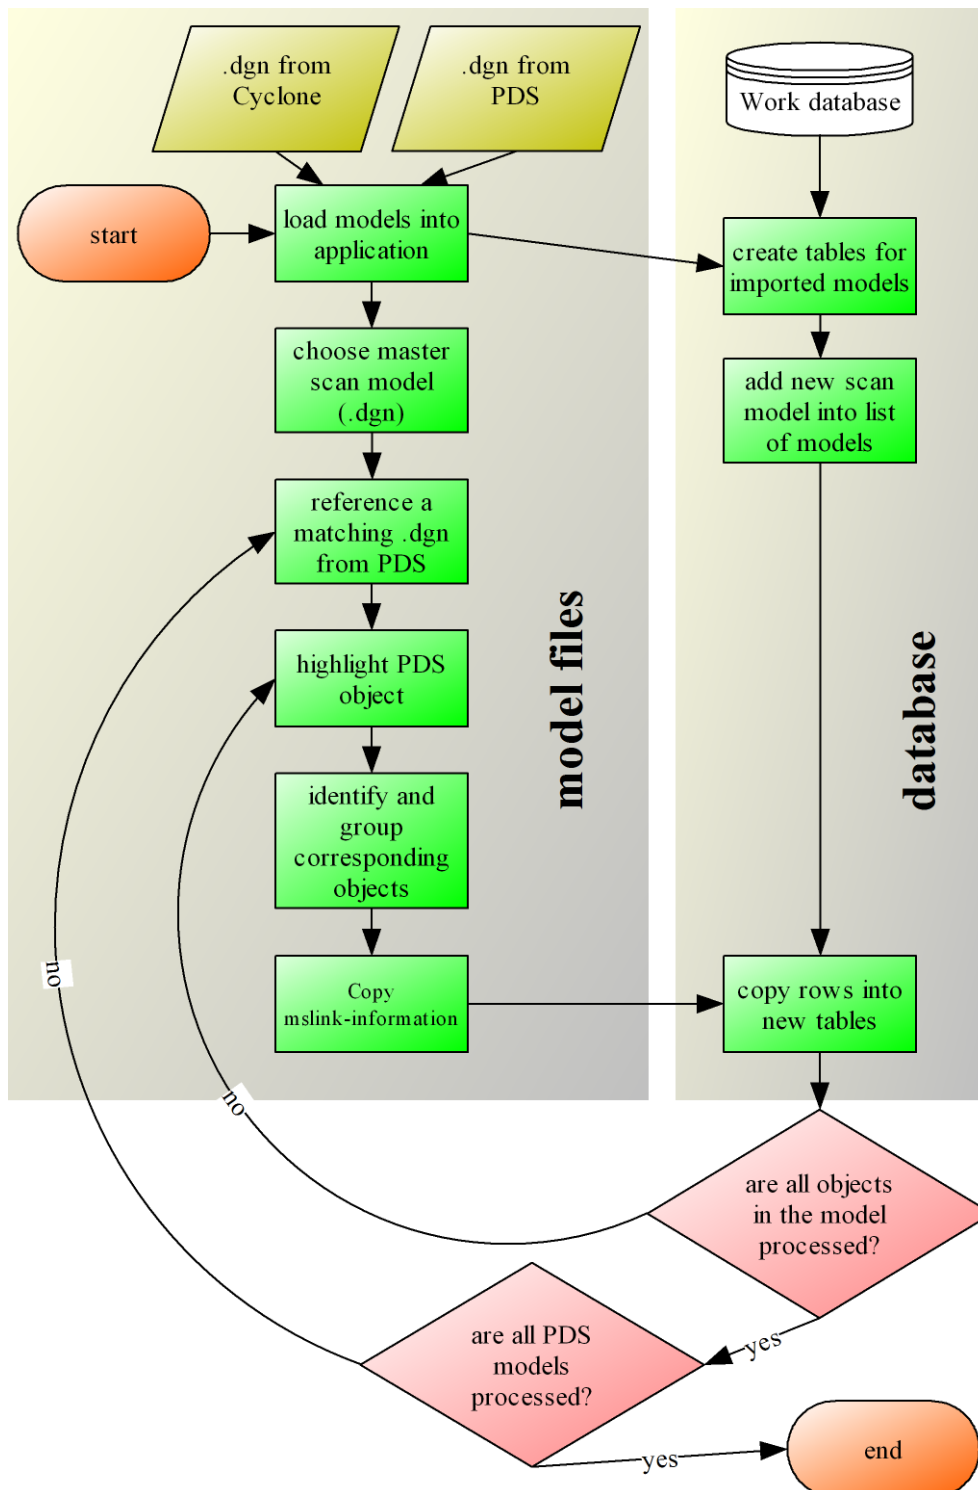 .dgn from
Cyclone
.dgn from
PDS
Work database
start
load models into
application
create tables for
imported models
choose master
scan model
(.dgn)
add new scan
model into list
of models
reference a
matching .dgn
from PDS
highlight PDS
object
model files
database
identify and
group
corresponding
objects
no
Copy
mslink-information
copy rows into
new tables
no
are all objects
in the model
processed?
are all PDS
models
processed?
yes
yes
end